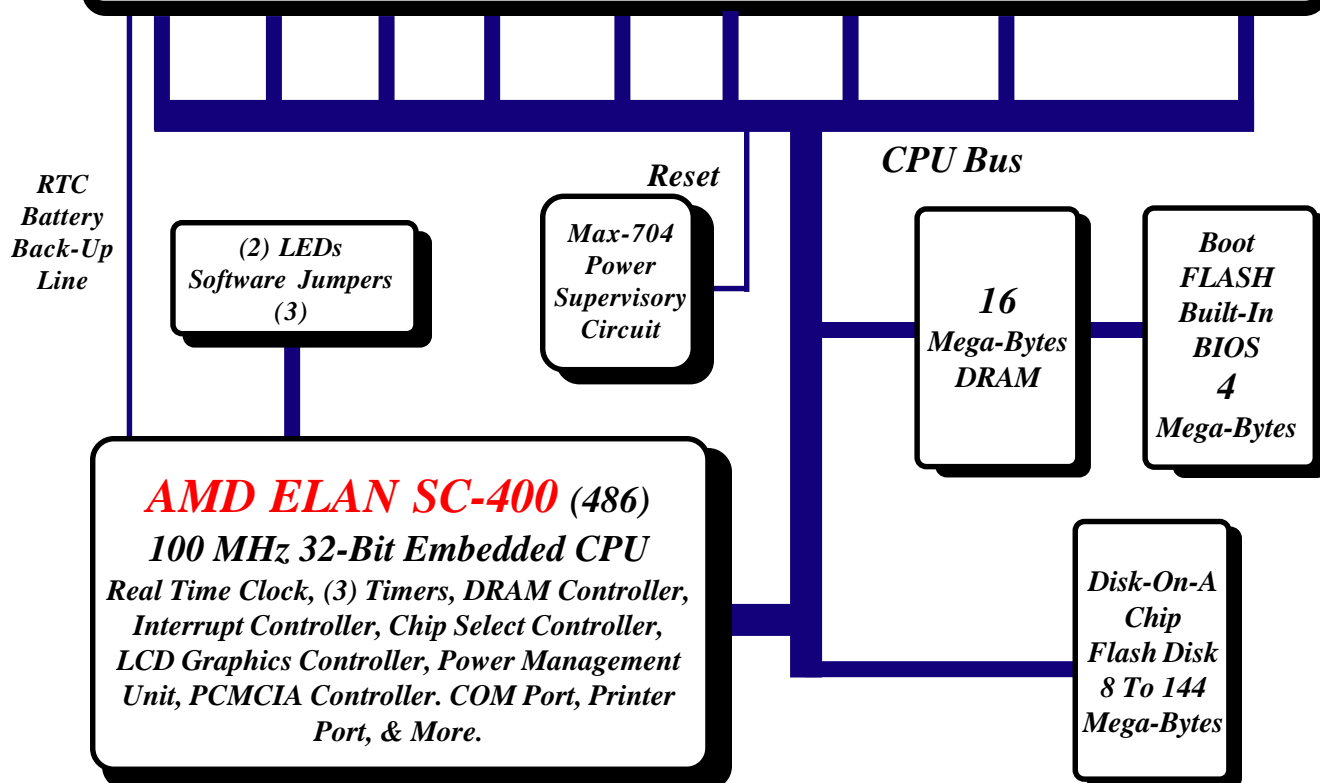 CPU Bus
Reset
RTC
Battery
Back-Up
Line
(2) LEDs
Software Jumpers
(3)
Max-704
Power
Supervisory
Circuit
16
Mega-Bytes
DRAM
Boot
FLASH
Built-In
BIOS
4
Mega-Bytes
AMD ELAN SC-400 (486)
100 MHz 32-Bit Embedded CPU
Real Time Clock, (3) Timers, DRAM Controller,
Interrupt Controller, Chip Select Controller,
LCD Graphics Controller, Power Management
Unit, PCMCIA Controller. COM Port, Printer
Port, & More.
Disk-On-A
Chip
Flash Disk
8 To 144
Mega-Bytes